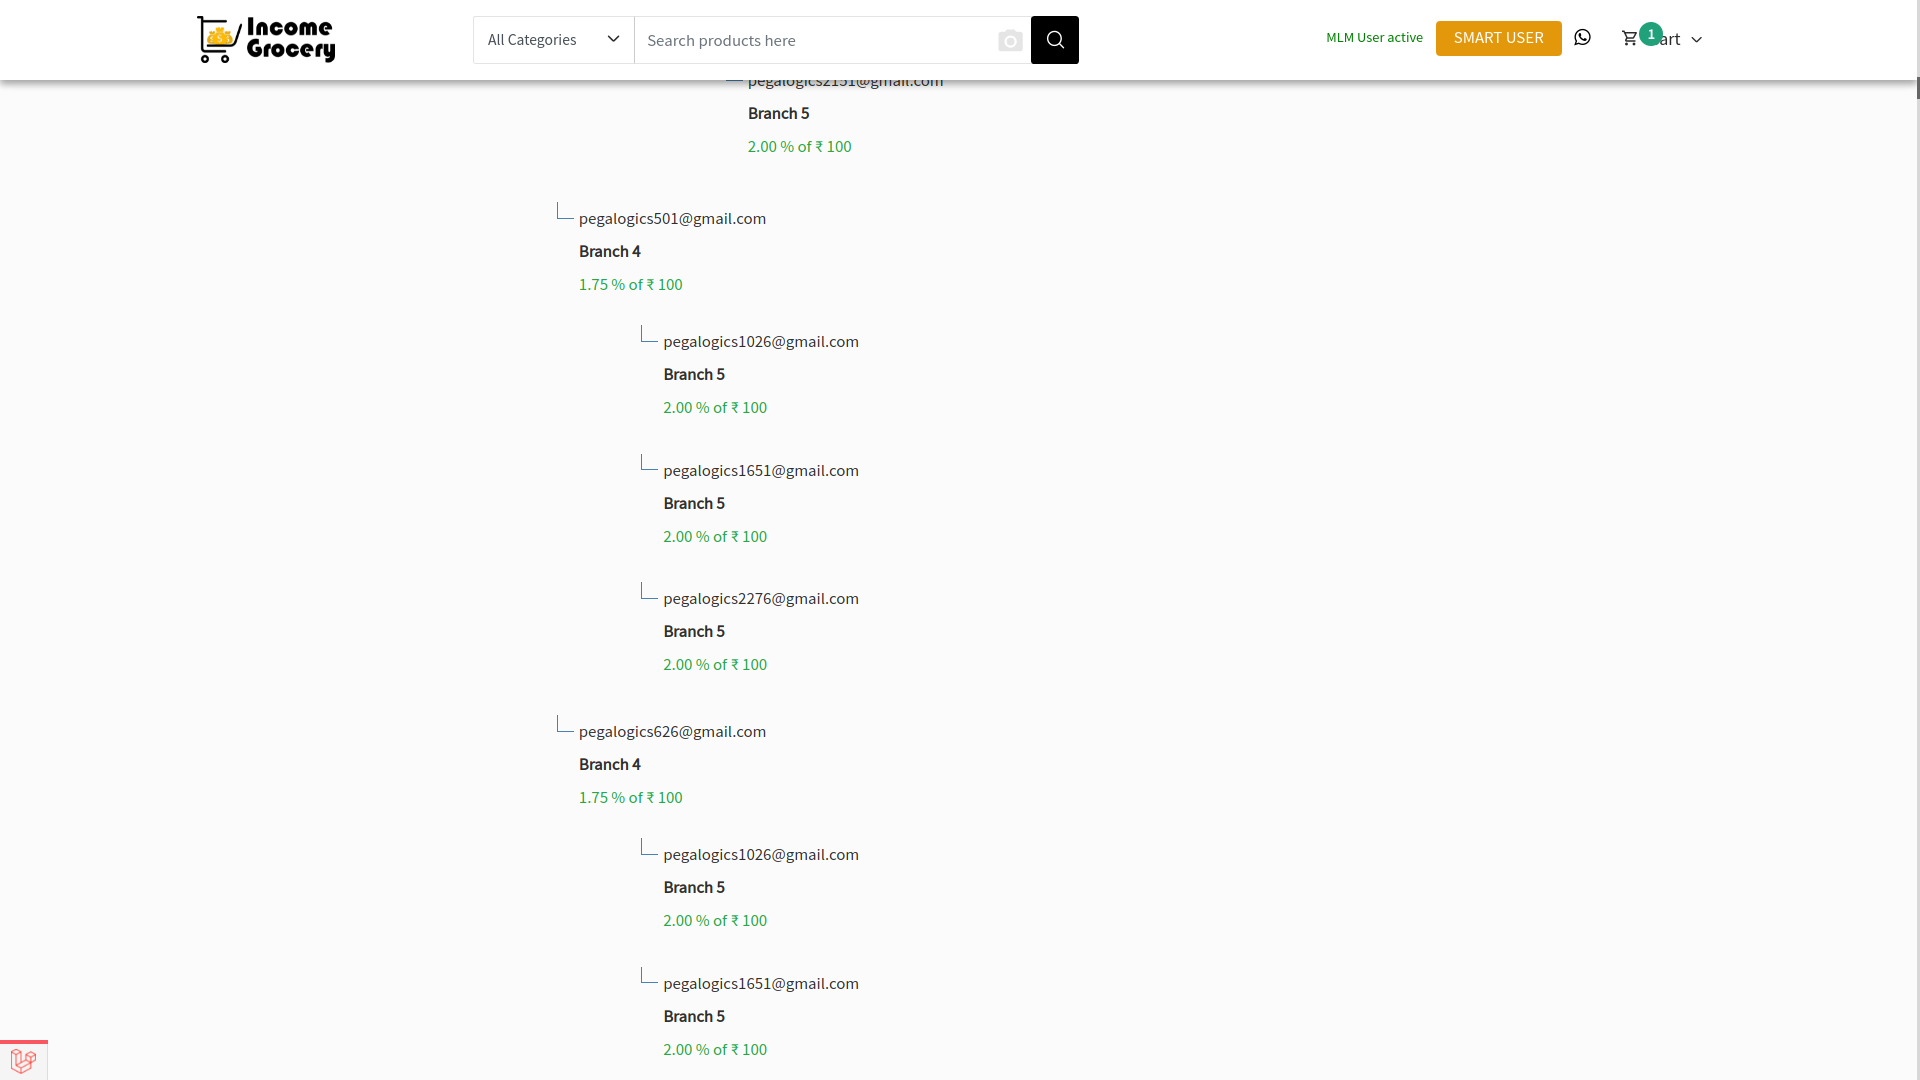 Income
Grocery
All Categories
Search products here
MLM User active
SMART USER
1
art
pegalogics2151@gmail.com
Branch 5
2.00 % of ₹ 100
pegalogics501@gmail.com
Branch 4
1.75 % of ₹ 100
pegalogics1026@gmail.com
Branch 5
2.00 % of ₹ 100
pegalogics1651@gmail.com
Branch 5
2.00 % of ₹ 100
pegalogics2276@gmail.com
Branch 5
2.00 % of ₹ 100
pegalogics626@gmail.com
Branch 4
1.75 % of ₹ 100
pegalogics1026@gmail.com
Branch 5
2.00 % of ₹ 100
pegalogics1651@gmail.com
Branch 5
2.00 % of ₹ 100